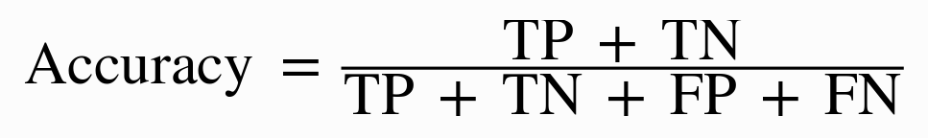 Accuracy = TP + TN
TP + TN + FP + FN